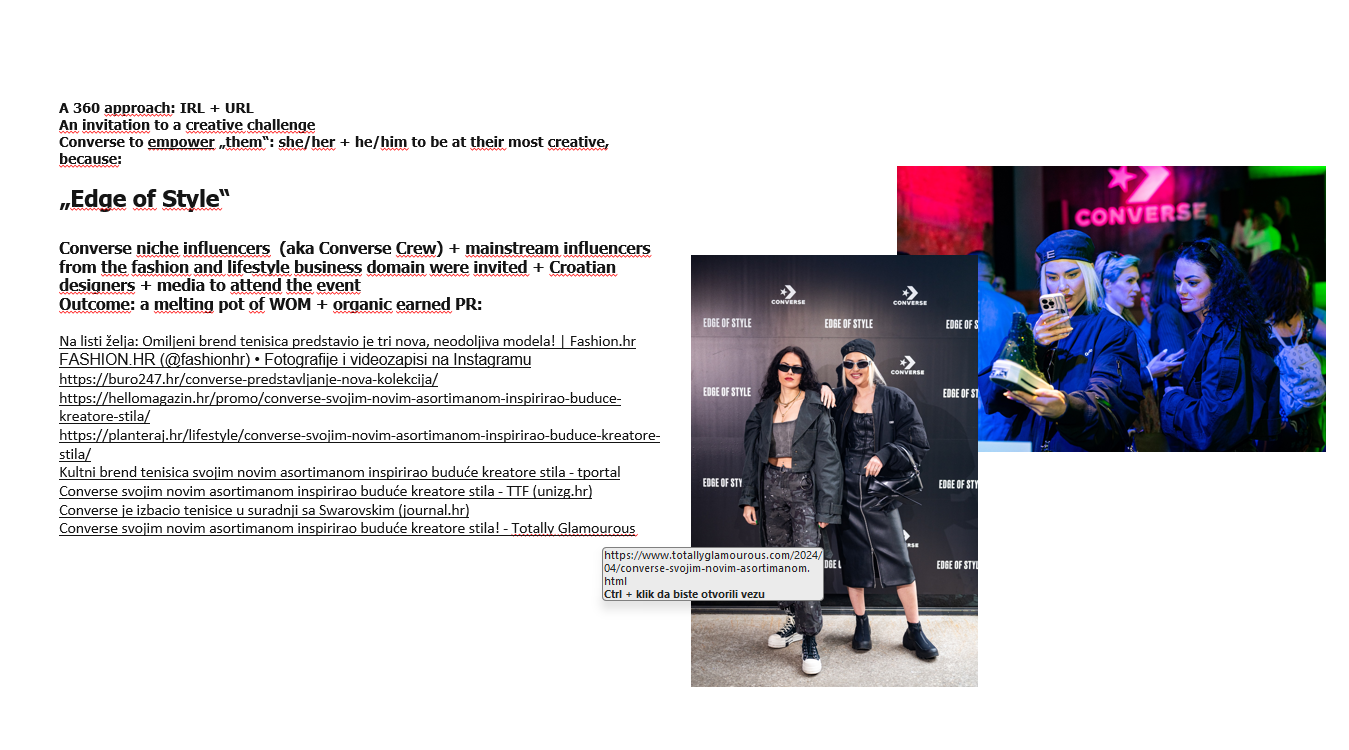 A 360 approach: IRL + URL
An invitation to a creative challenge
Converse to empower „them“: she/her + he/him to be at their most creative,
because:
„Edge of Style“
Converse niche influencers  (aka Converse Crew) + mainstream influencers
from the fashion and lifestyle business domain were invited + Croatian
designers + media to attend the event
Outcome: a melting pot of WOM + organic earned PR:
Na listi želja: Omiljeni brend tenisica predstavio je tri nova, neodoljiva modela! | Fashion.hr
FASHION.HR (@fashionhr) • Fotografije i videozapisi na Instagramu
https://buro247.hr/converse-predstavljanje-nova-kolekcija/
https://hellomagazin.hr/promo/converse-svojim-novim-asortimanom-inspirirao-buduce-
kreatore-stila/
https://planteraj.hr/lifestyle/converse-svojim-novim-asortimanom-inspirirao-buduce-kreatore-
stila/
Kultni brend tenisica svojim novim asortimanom inspirirao buduće kreatore stila - tportal
Converse svojim novim asortimanom inspirirao buduće kreatore stila - TTF (unizg.hr)
Converse je izbacio tenisice u suradnji sa Swarovskim (journal.hr)
Converse svojim novim asortimanom inspirirao buduće kreatore stila! - Totally Glamourous
https://www.totallyglamourous.com/2024/
04/converse-svojim-novim-asortimanom.
html
Ctrl + klik da biste otvorili vezu
CONVERSE
CONVERSE CONVERSE
EDGE OF STYLE EDGE OF STYLE EDGE OF S
CONVERSE
EDGE OF STYLE EDGE OF ST
EDGE OF STY EDGE OF STY
EDGE OF STY